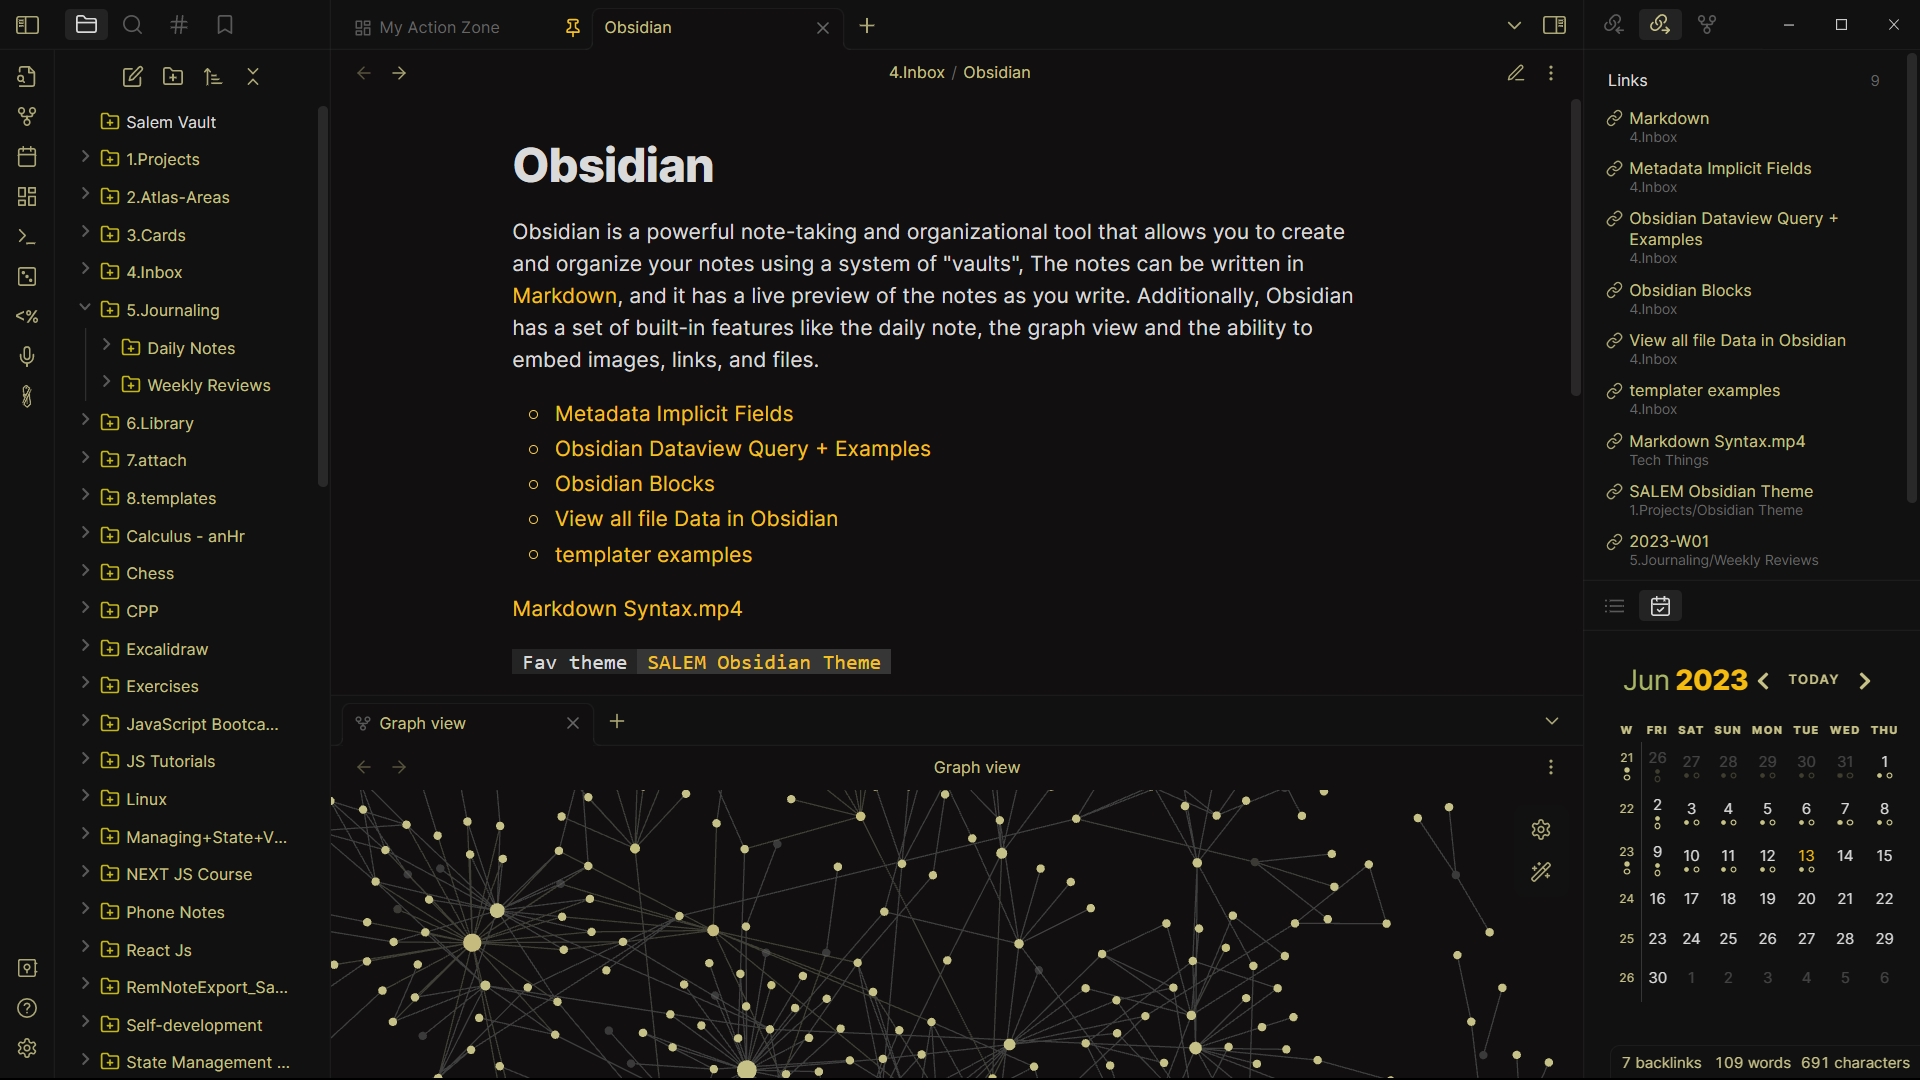 My Action Zone
Obsidian
Salem Vault
1.Projects
2.Atlas-Areas
3.Cards
4.Inbox
5.Journaling
Daily Notes
Weekly Reviews
6.Library
7.attach
8.templates
Calculus - anHr
Chess
CPP
Excalidraw
Exercises
JavaScript Bootca...
JS Tutorials
Linux
Managing+State+V...
NEXT JS Course
Phone Notes
React Js
RemNoteExport_Sa...
Self-development
State Management ...
4.Inbox / Obsidian
Obsidian
Obsidian is a powerful note-taking and organizational tool that allows you to create
and organize your notes using a system of "vaults", The notes can be written in
Markdown, and it has a live preview of the notes as you write. Additionally, Obsidian
has a set of built-in features like the daily note, the graph view and the ability to
embed images, links, and files.
Metadata Implicit Fields
Obsidian Dataview Query + Examples
Obsidian Blocks
View all file Data in Obsidian
templater examples
Markdown Syntax.mp4
Fav theme SALEM Obsidian Theme
Graph view
Graph view
Links 9
Markdown
4.Inbox
Metadata Implicit Fields
4.Inbox
Obsidian Dataview Query +
Examples
4.Inbox
Obsidian Blocks
4.Inbox
View all file Data in Obsidian
4.Inbox
templater examples
4.Inbox
Markdown Syntax.mp4
Tech Things
SALEM Obsidian Theme
1.Projects/Obsidian Theme
2023-W01
5.Journaling/Weekly Reviews
Jun 2023 TODAY
W FRI SAT SUN MON TUE WED THU
21 26 27 28 29 30 31 1
22 2 3 4 5 6 7 8
23 9 10 11 12 13 14 15
24 16 17 18 19 20 21 22
25 23 24 25 26 27 28 29
26 30 1 2 3 4 5 6
7 backlinks 109 words 691 characters